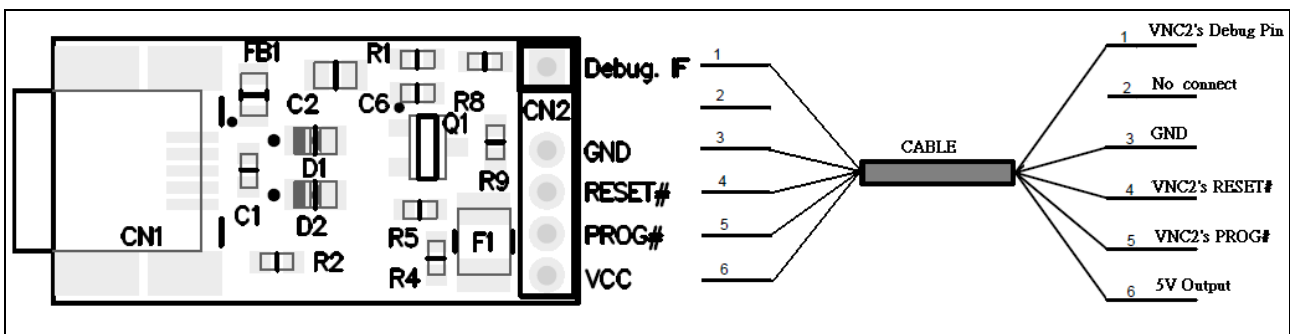 FB1
R1
C2
C6
R8
Q1
D1
R9
C1
D2
CN1
R5
F1
R2
R4
CN2
Debug. IF
GND
RESET#
PROG#
VCC
1
2
3
4
5
6
CABLE
1 VNC2's Debug Pin
2 No connect
3 GND
4 VNC2's RESET#
5 VNC2's PROG#
6 5V Output